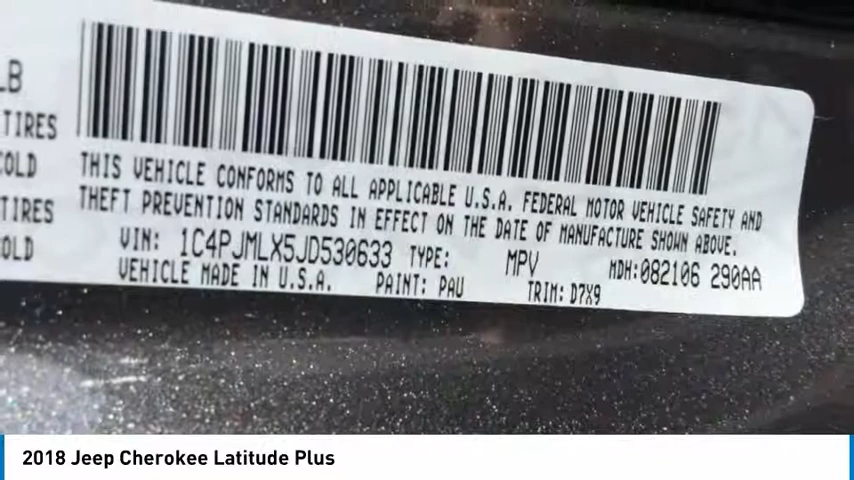 LB
TIRES
COLD
TIRES
COLD
THIS VEHICLE CONFORMS TO ALL APPLICABLE U.S.A. FEDERAL MOTOR VEHICLE SAFETY AND
THEFT PREVENTION STANDARDS IN EFFECT ON THE DATE OF MANUFACTURE SHOWN ABOVE.
VIN: 1C4PJMLX5JD530633 TYPE: MPV MDH:082106 290AA
VEHICLE MADE IN U.S.A. PAINT: PAU TRIM: D7X9
2018 Jeep Cherokee Latitude Plus